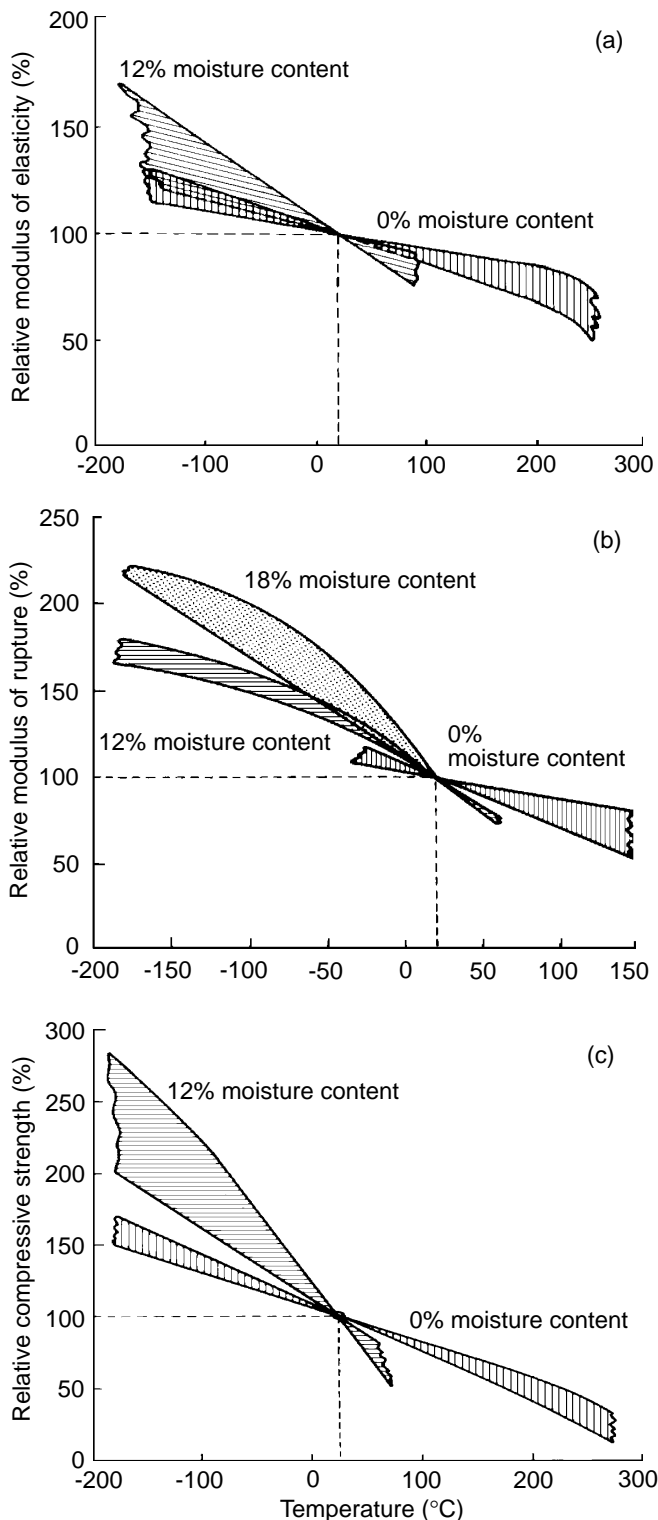 200
(a)
12% moisture content
150
0% moisture content
100
50
0
-200
-100
0
100
200
300
Relative modulus of elasticity (%)
250
(b)
18% moisture content
200
150
12% moisture content
0%
moisture content
100
50
0
-200
-150
-100
-50
0
50
100
150
Relative modulus of rupture (%)
300
(c)
12% moisture content
250
200
150
0% moisture content
100
50
0
-200
-100
0
100
200
300
Relative compressive strength (%)
Temperature (°C)